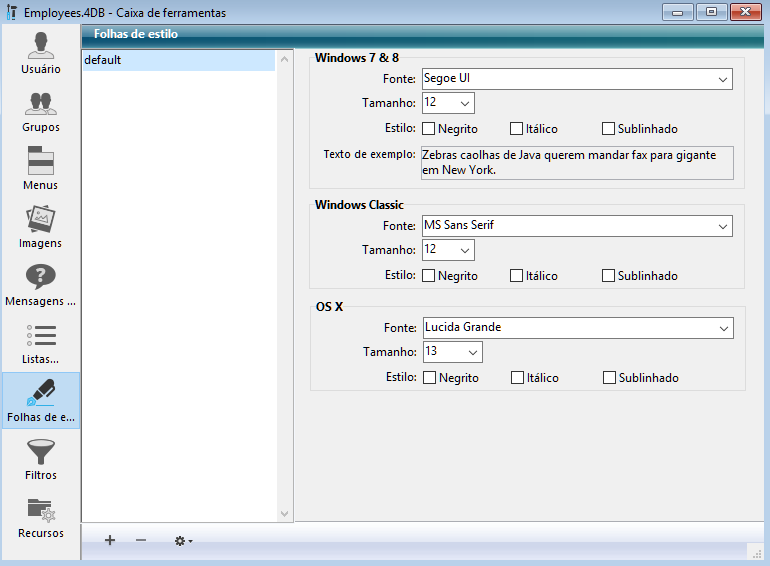 Employees.4DB - Caixa de ferramentas
Folhas de estilo
Usuário
Grupos
Menus
Imagens
Mensagens ...
Listas...
Folhas de e...
Filtros
Recursos
default
Windows 7 & 8
Fonte: Segoe UI
Tamanho: 12
Estilo: Negrito Itálico Sublinhado
Texto de exemplo: Zebras caolhas de Java querem mandar fax para gigante
em New York.
Windows Classic
Fonte: MS Sans Serif
Tamanho: 12
Estilo: Negrito Itálico Sublinhado
OS X
Fonte: Lucida Grande
Tamanho: 13
Estilo: Negrito Itálico Sublinhado